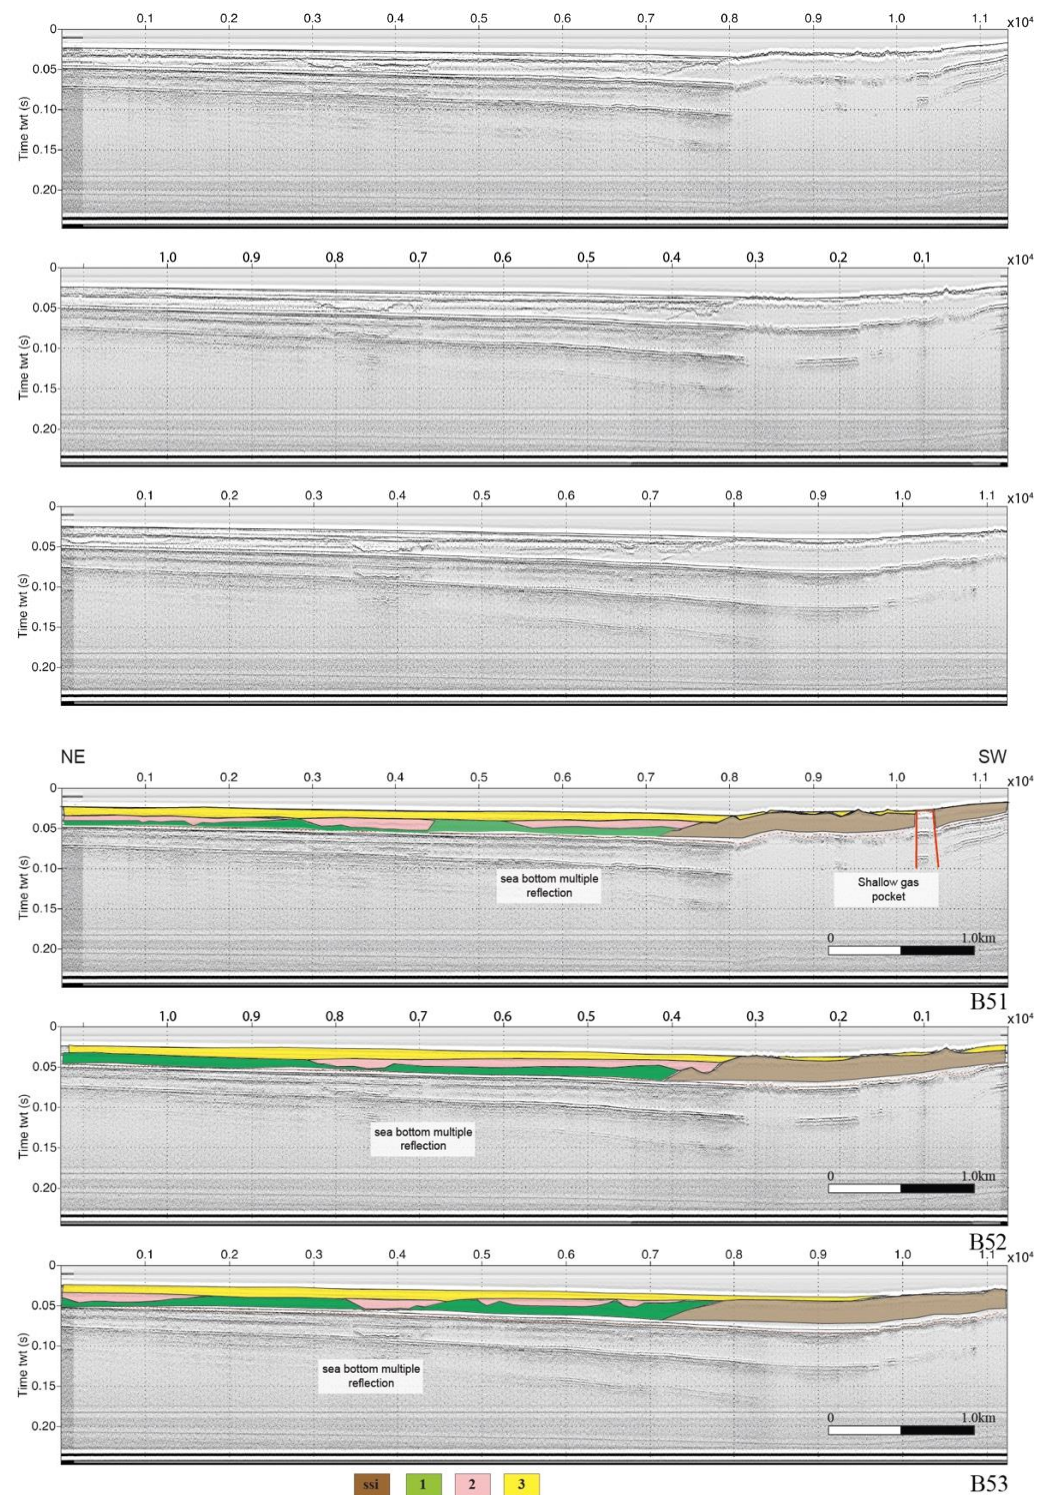 0.1 0.2 0.3 0.4 0.5 0.6 0.7 0.8 0.9 1.0 1.1 x10⁴
0
0.05
0.10
0.15
0.20
Time twt (s)
1.0 0.9 0.8 0.7 0.6 0.5 0.4 0.3 0.2 0.1 x10⁴
0
0.05
0.10
0.15
0.20
Time twt (s)
0.1 0.2 0.3 0.4 0.5 0.6 0.7 0.8 0.9 1.0 1.1 x10⁴
0
0.05
0.10
0.15
0.20
Time twt (s)
NE SW
0.1 0.2 0.3 0.4 0.5 0.6 0.7 0.8 0.9 1.0 1.1 x10⁴
0
0.05
0.10
0.15
0.20
Time twt (s)
sea bottom multiple
reflection
Shallow gas
pocket
0 1.0km
B51
1.0 0.9 0.8 0.7 0.6 0.5 0.4 0.3 0.2 0.1 x10⁴
0
0.05
0.10
0.15
0.20
Time twt (s)
sea bottom multiple
reflection
0 1.0km
B52
0.1 0.2 0.3 0.4 0.5 0.6 0.7 0.8 0.9 1.0 1.1 x10⁴
0
0.05
0.10
0.15
0.20
Time twt (s)
sea bottom multiple
reflection
0 1.0km
B53
ssi 1 2 3